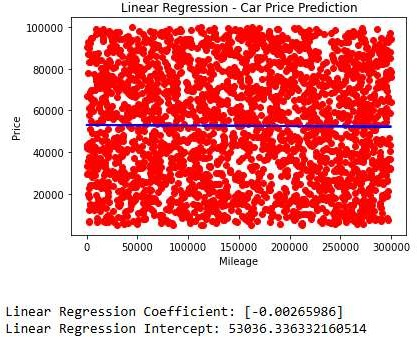 Linear Regression - Car Price Prediction
100000
80000
60000
40000
20000
Price
0 50000 100000 150000 200000 250000 300000
Mileage
Linear Regression Coefficient: [-0.00265986]
Linear Regression Intercept: 53036.336332160514